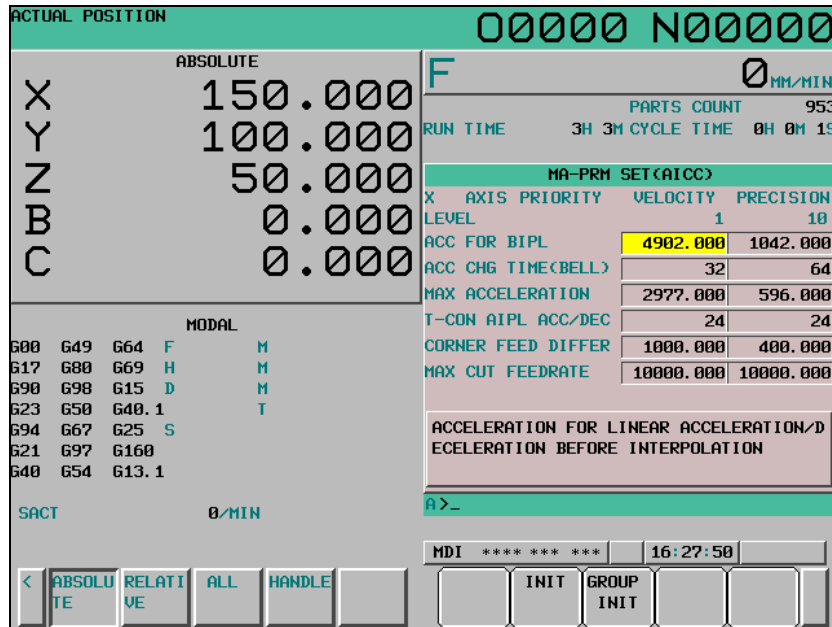 ACTUAL POSITION O0000 N00000
ABSOLUTE
X 150.000
Y 100.000
Z 50.000
B 0.000
C 0.000
F 0 MM/MIN
PARTS COUNT 953
RUN TIME 3H 3M CYCLE TIME 0H 0M 1S
MA-PRM SET(AICC)
X AXIS PRIORITY VELOCITY PRECISION
LEVEL 1 10
ACC FOR BIPL 4902.000 1042.000
ACC CHG TIME(BELL) 32 64
MAX ACCELERATION 2977.000 596.000
T-CON AIPL ACC/DEC 24 24
CORNER FEED DIFFER 1000.000 400.000
MAX CUT FEEDRATE 10000.000 10000.000
ACCELERATION FOR LINEAR ACCELERATION/D
ECELERATION BEFORE INTERPOLATION
MODAL
G00 G49 G64 F M
G17 G80 G69 H M
G90 G98 G15 D M
G23 G50 G40.1 T
G94 G67 G25 S
G21 G97 G160
G40 G54 G13.1
SACT 0/MIN
A>_
MDI **** *** *** 16:27:50
< ABSOLU RELATI ALL HANDLE
TE VE
INIT GROUP
INIT